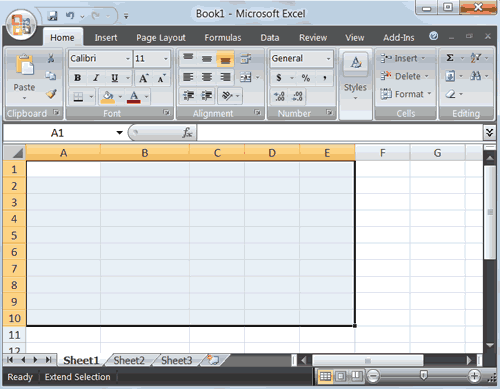 Book1 - Microsoft Excel
Home Insert Page Layout Formulas Data Review View Add-Ins
Calibri 11 General Insert Σ
Paste B I U A A A $ % , Styles Delete
.00 .0 Format
Clipboard Font Alignment Number Cells Editing
A1 fx
A B C D E F G
1
2
3
4
5
6
7
8
9
10
11
12
Sheet1 Sheet2 Sheet3
Ready Extend Selection